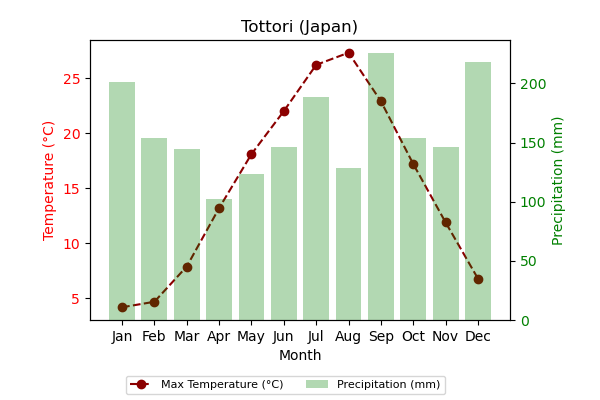 Tottori (Japan)
Temperature (°C)
25
20
15
10
5
200
150
100
50
0
Precipitation (mm)
Jan Feb Mar Apr May Jun Jul Aug Sep Oct Nov Dec
Month
Max Temperature (°C) Precipitation (mm)